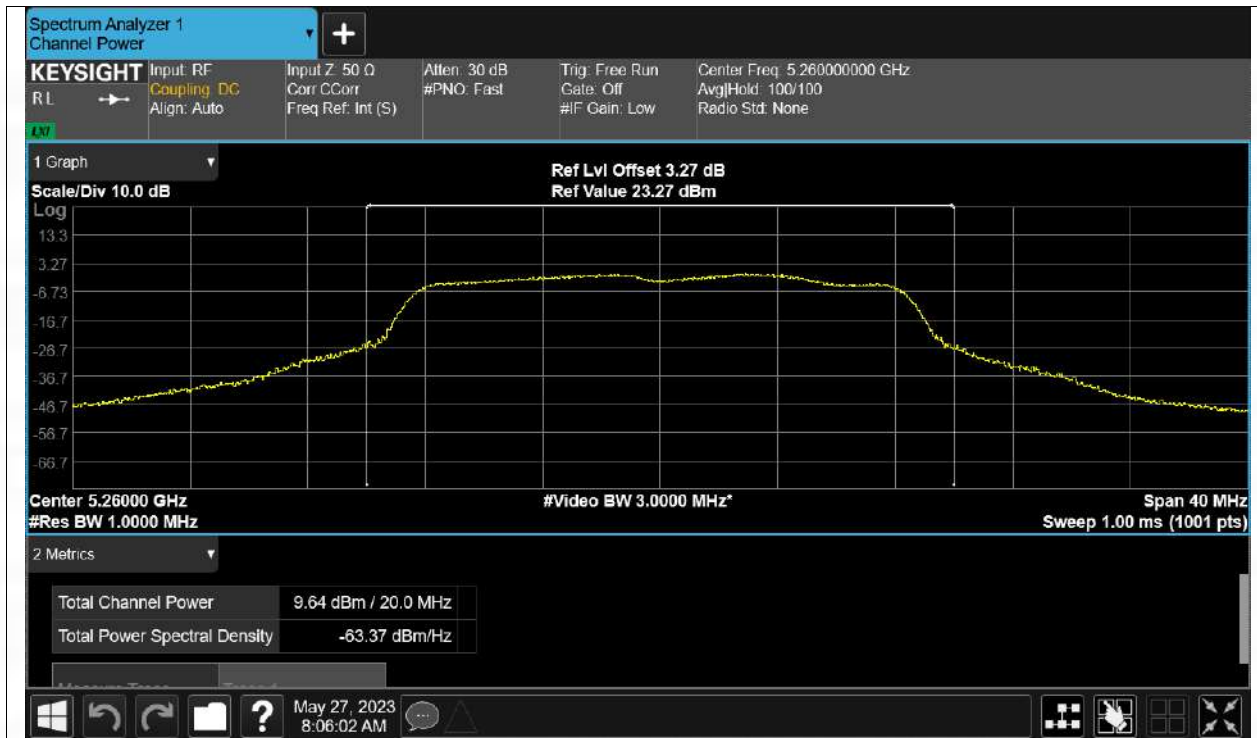 Spectrum Analyzer 1
Channel Power
+
KEYSIGHT
RL
LXI
Input: RF
Coupling: DC
Align: Auto
Input Z: 50 Ω
Corr CCorr
Freq Ref: Int (S)
Atten: 30 dB
#PNO: Fast
Trig: Free Run
Gate: Off
#IF Gain: Low
Center Freq: 5.260000000 GHz
Avg|Hold: 100/100
Radio Std: None
1 Graph
Ref Lvl Offset 3.27 dB
Scale/Div 10.0 dB
Ref Value 23.27 dBm
Log
13.3
3.27
-6.73
-16.7
-26.7
-36.7
-46.7
-56.7
-66.7
Center 5.26000 GHz
#Video BW 3.0000 MHz*
Span 40 MHz
#Res BW 1.0000 MHz
Sweep 1.00 ms (1001 pts)
2 Metrics
Total Channel Power 9.64 dBm / 20.0 MHz
Total Power Spectral Density -63.37 dBm/Hz
?
May 27, 2023
8:06:02 AM